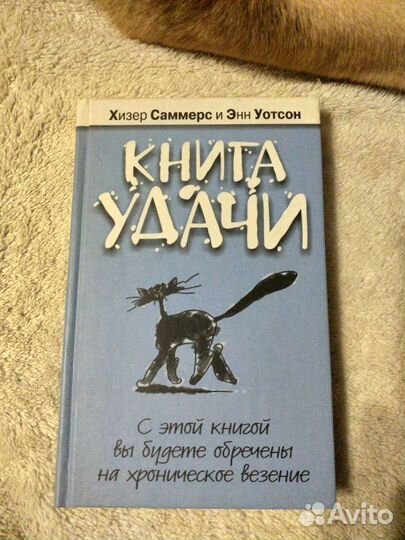 Хизер Саммерс и Энн Уотсон
КНИГА
УДАЧИ
С этой книгой
вы будете обречены
на хроническое везение
Avito